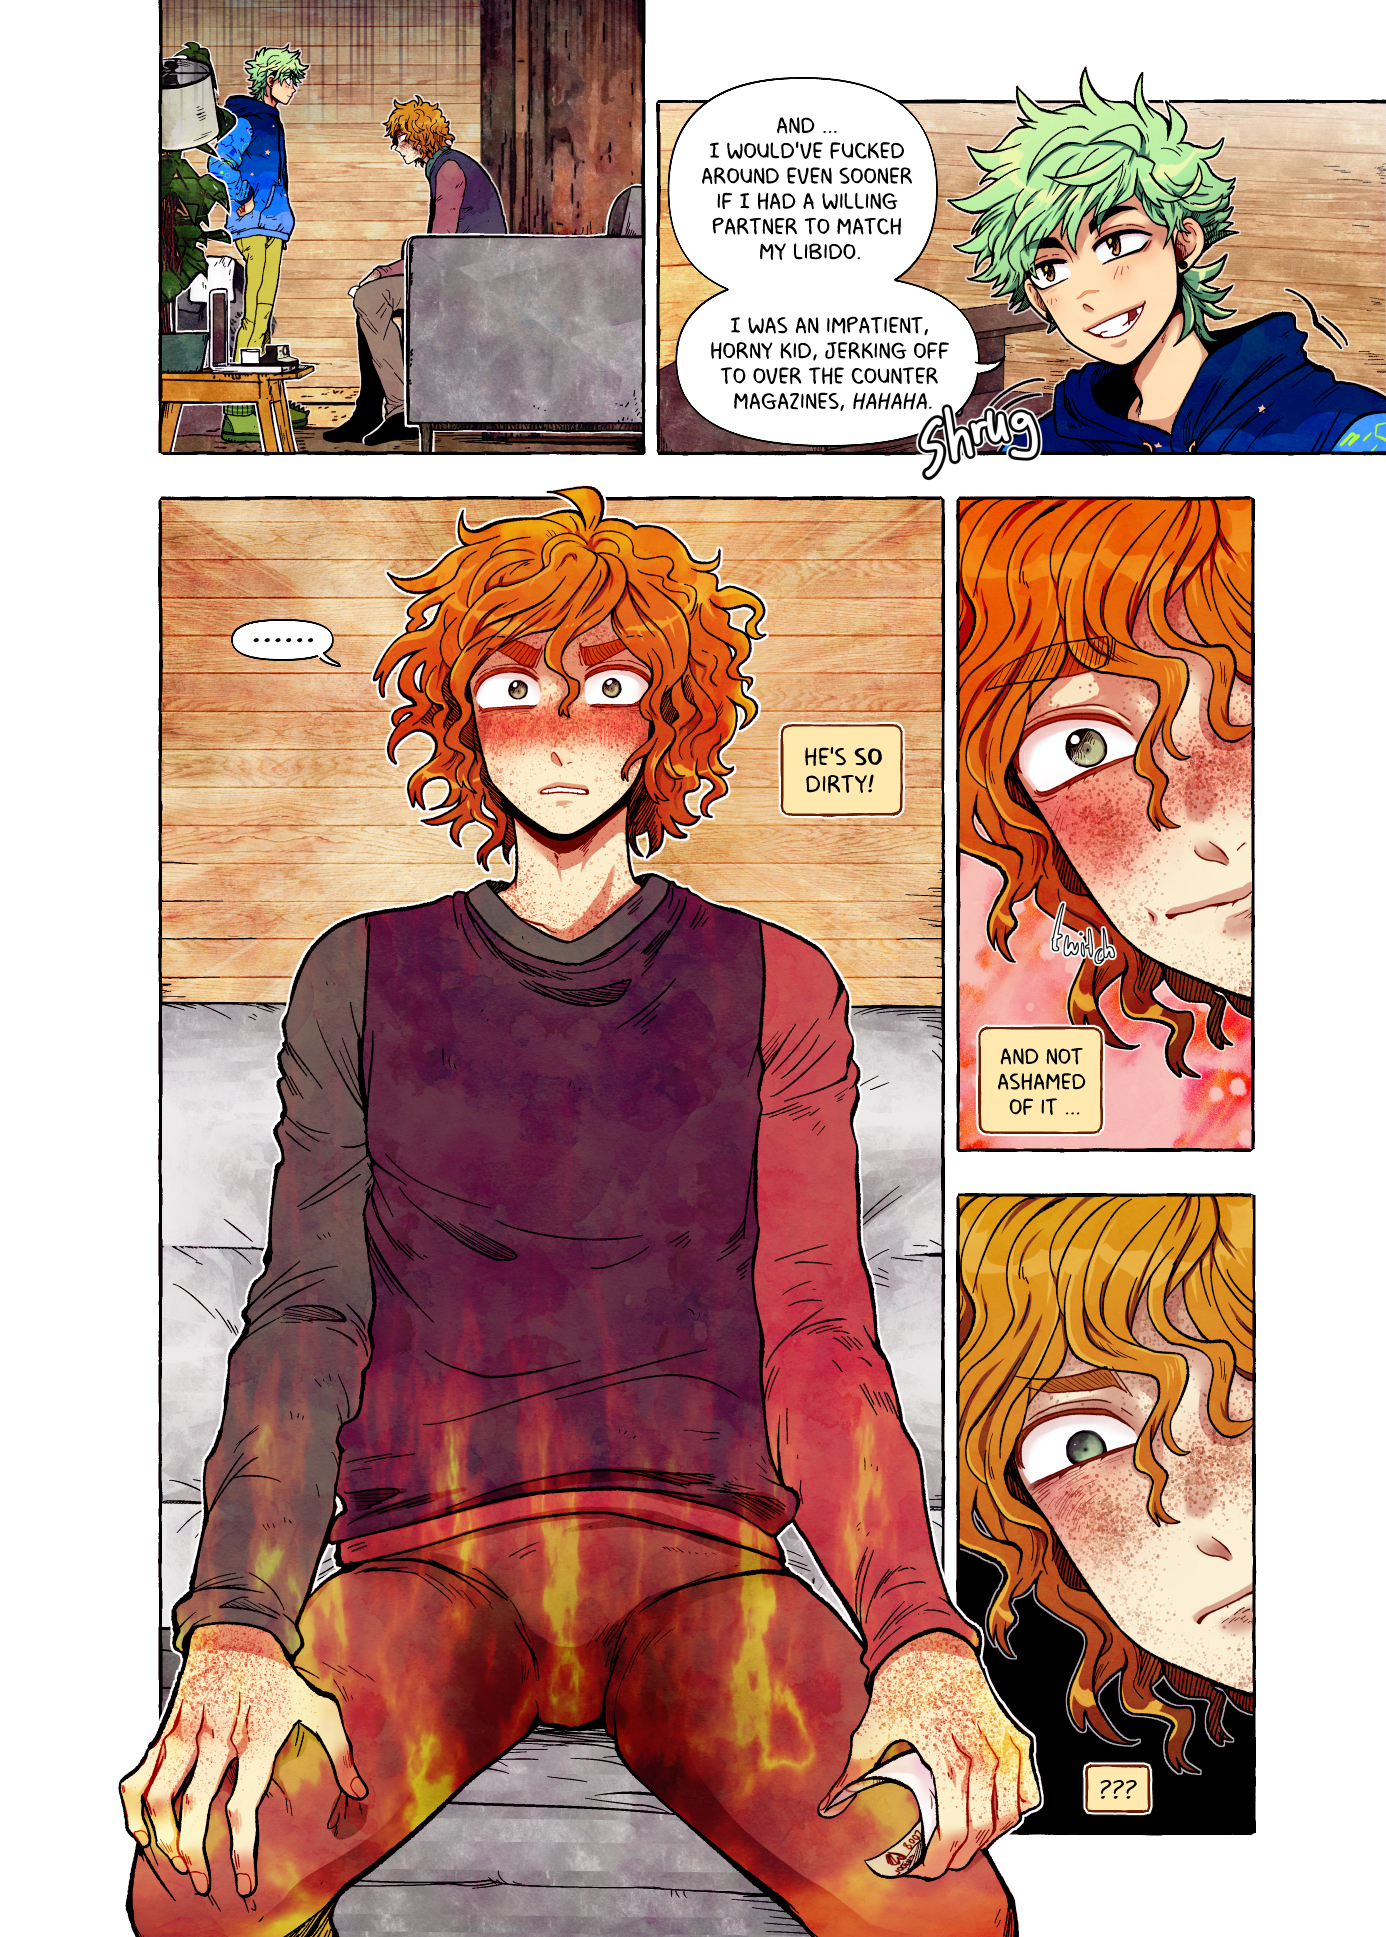 AND ...
I WOULD'VE FUCKED
AROUND EVEN SOONER
IF I HAD A WILLING
PARTNER TO MATCH
MY LIBIDO.
I WAS AN IMPATIENT,
HORNY KID, JERKING OFF
TO OVER THE COUNTER
MAGAZINES, HAHAHA.
Shrug
......
HE'S SO
DIRTY!
twitch
AND NOT
ASHAMED
OF IT ...
???